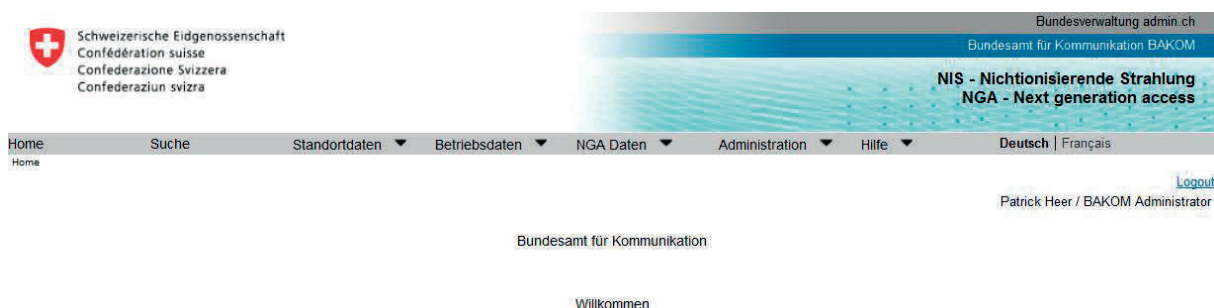 Schweizerische Eidgenossenschaft
Confédération suisse
Confederazione Svizzera
Confederaziun svizra
Bundesverwaltung admin.ch
Bundesamt für Kommunikation BAKOM
NIS - Nichtionisierende Strahlung
NGA - Next generation access
Home Suche Standortdaten Betriebsdaten NGA Daten Administration Hilfe Deutsch | Français
Home
Logout
Patrick Heer / BAKOM Administrator
Bundesamt für Kommunikation
Willkommen